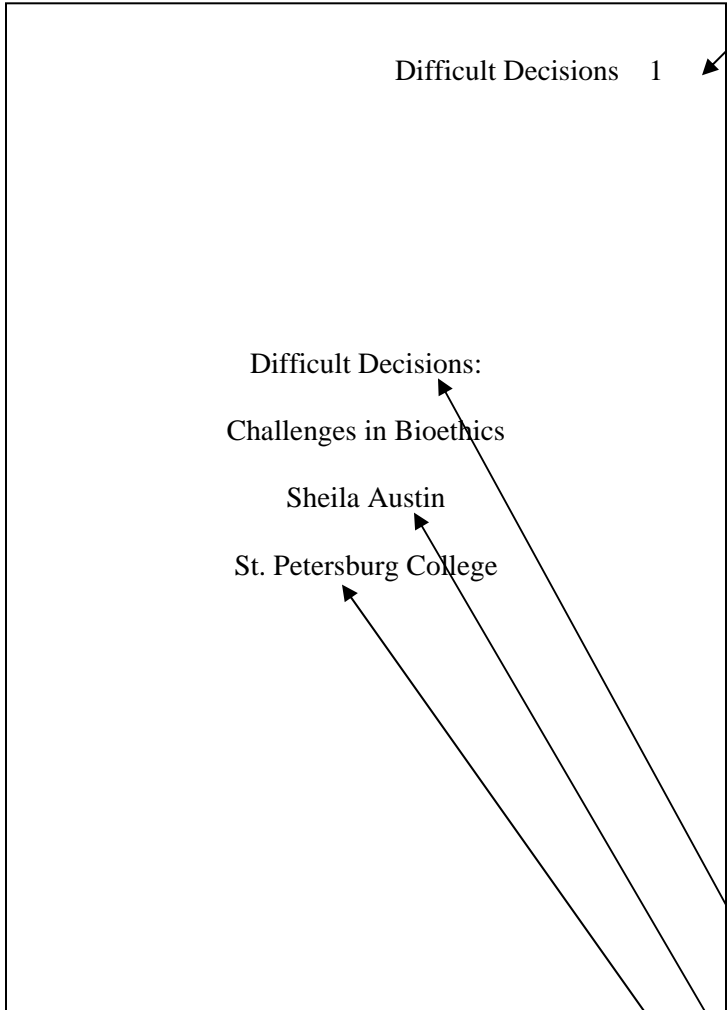 Difficult Decisions 1
Difficult Decisions:
Challenges in Bioethics
Sheila Austin
St. Petersburg College